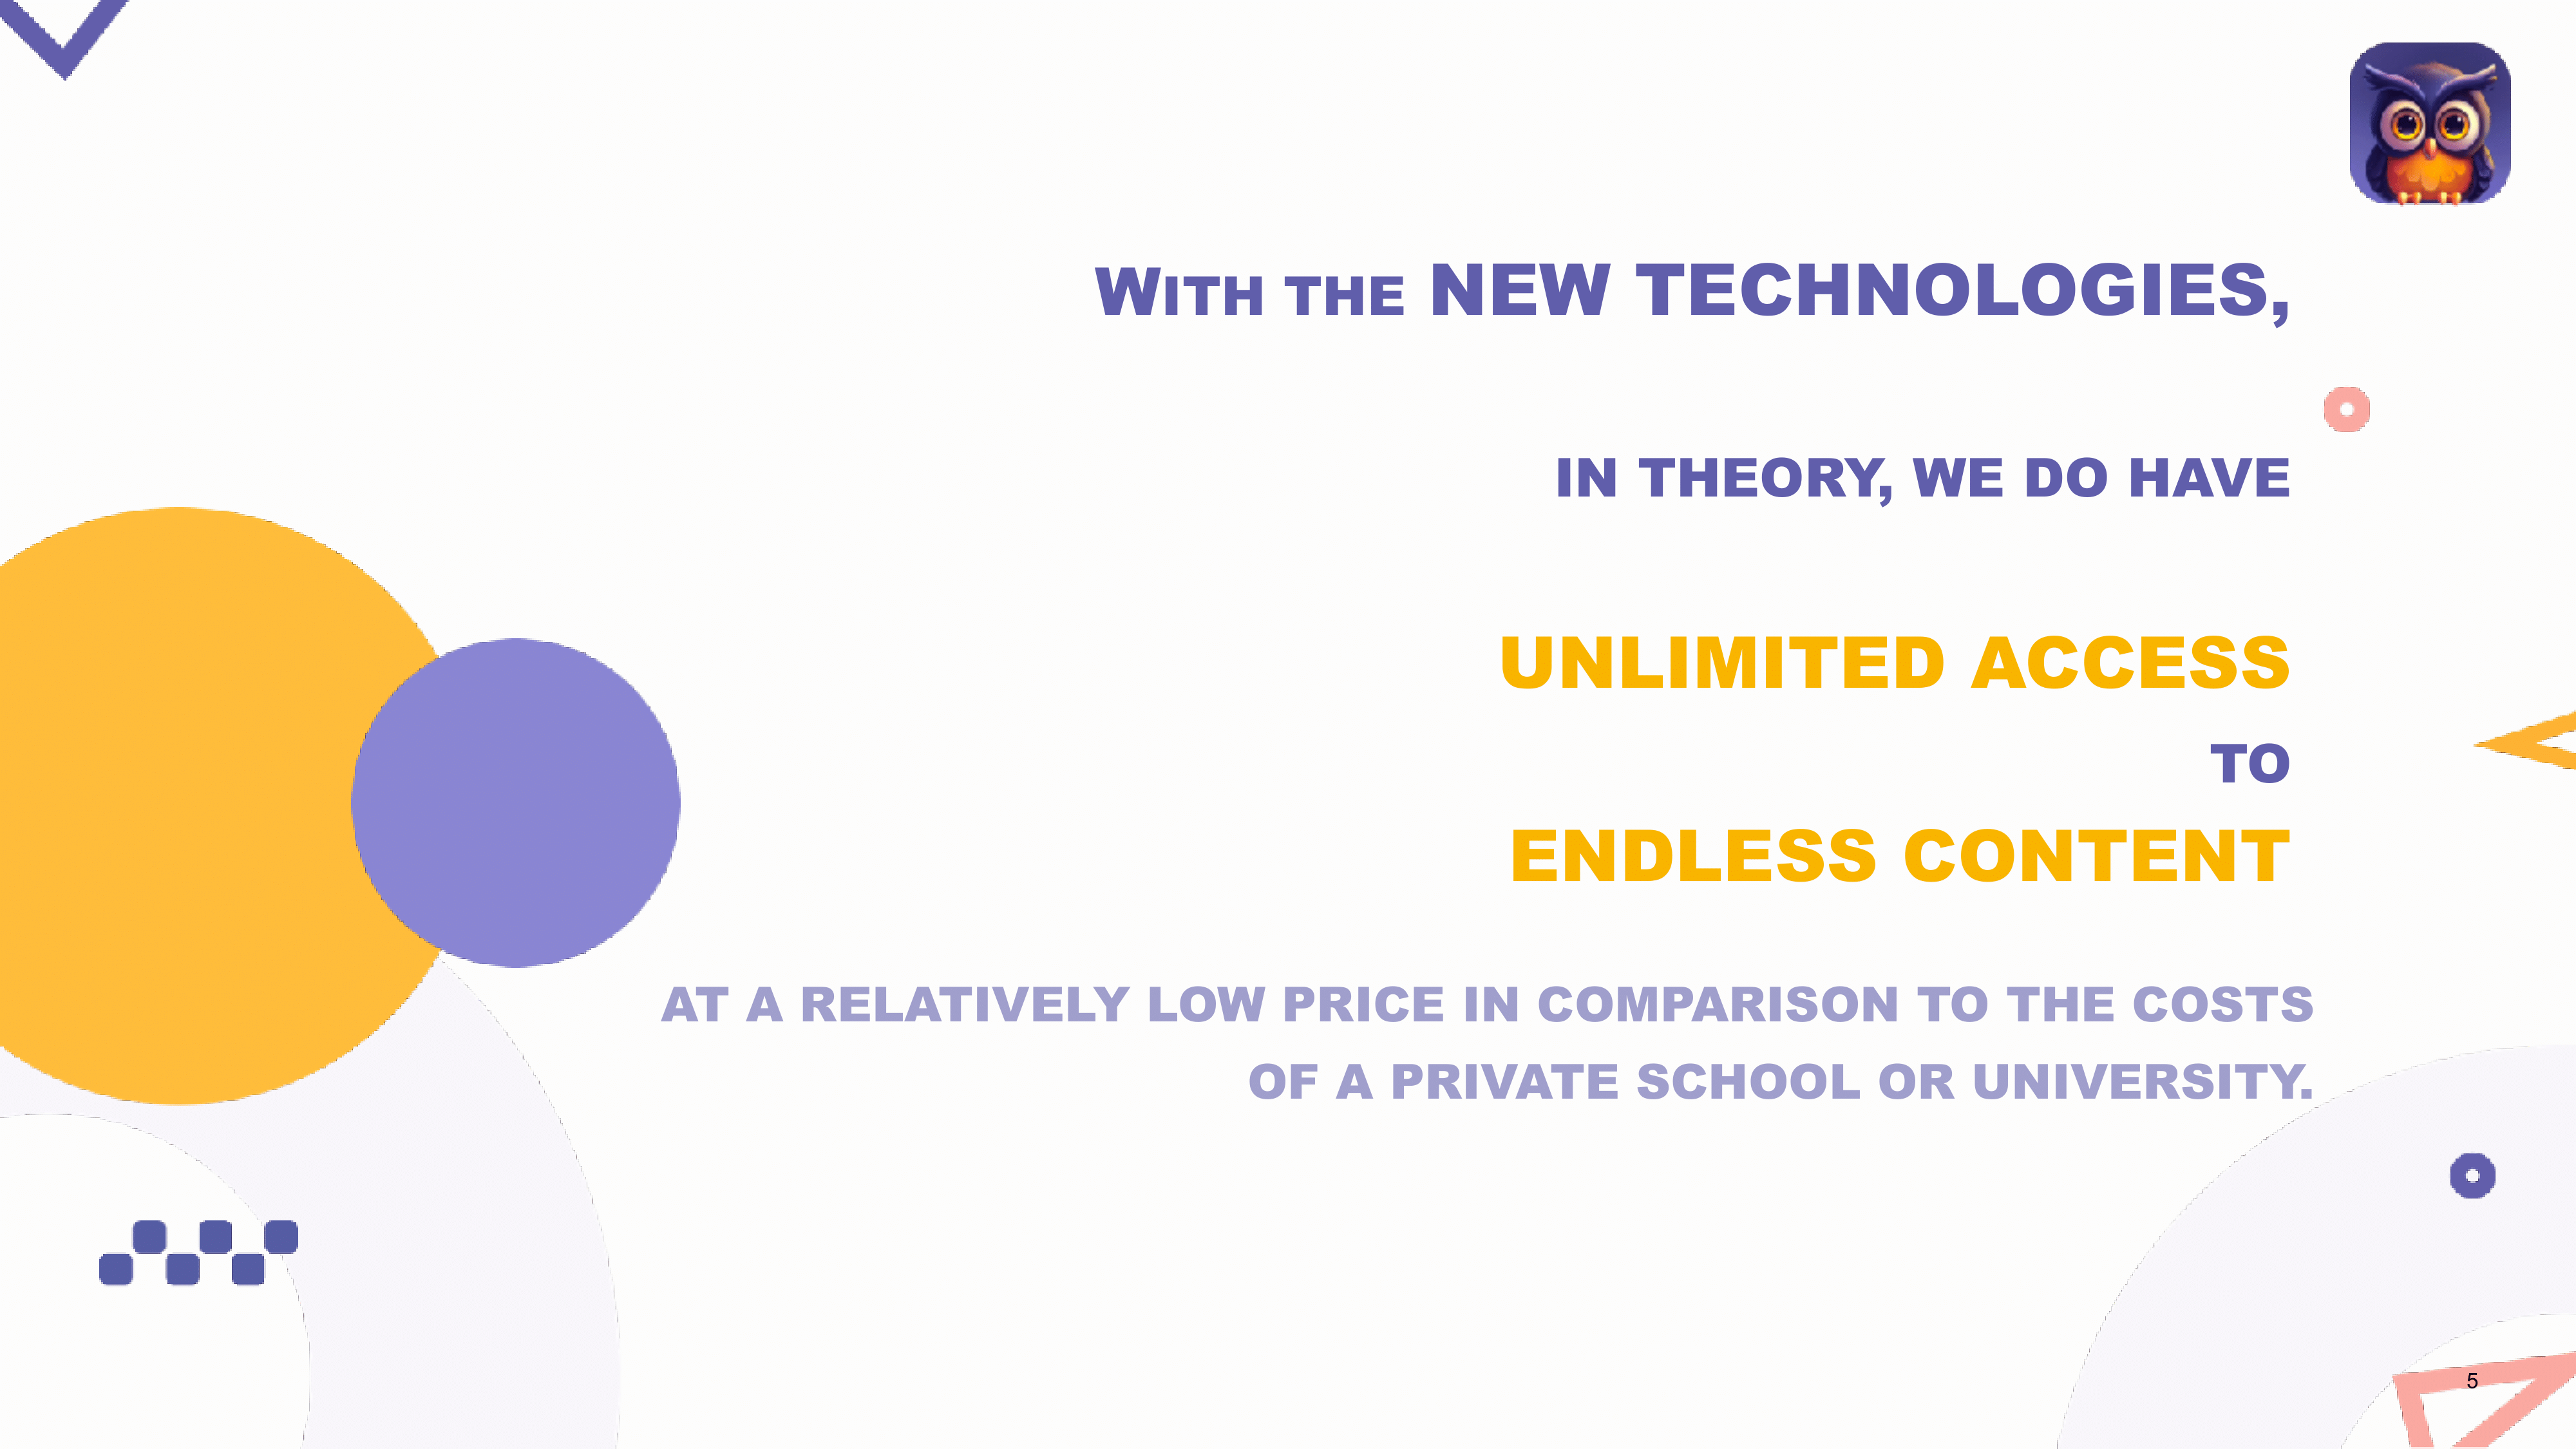 With the NEW TECHNOLOGIES,
IN THEORY, WE DO HAVE
UNLIMITED ACCESS
TO
ENDLESS CONTENT
AT A RELATIVELY LOW PRICE IN COMPARISON TO THE COSTS
OF A PRIVATE SCHOOL OR UNIVERSITY.
5